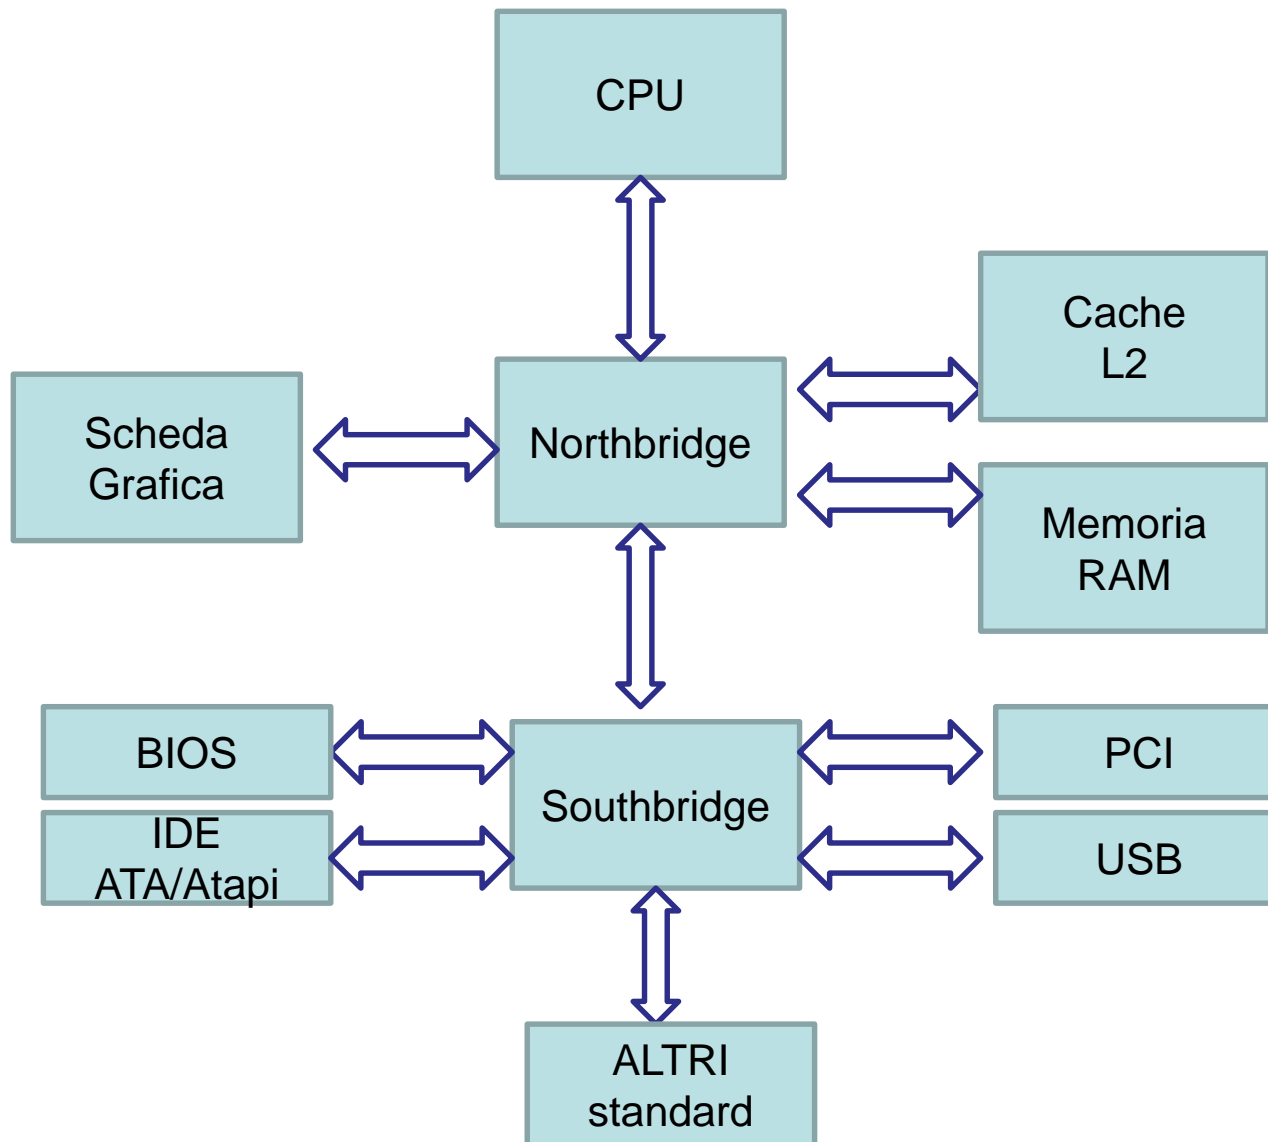 CPU
Cache
L2
Scheda
Grafica
Northbridge
Memoria
RAM
BIOS
Southbridge
PCI
IDE
ATA/Atapi
USB
ALTRI
standard